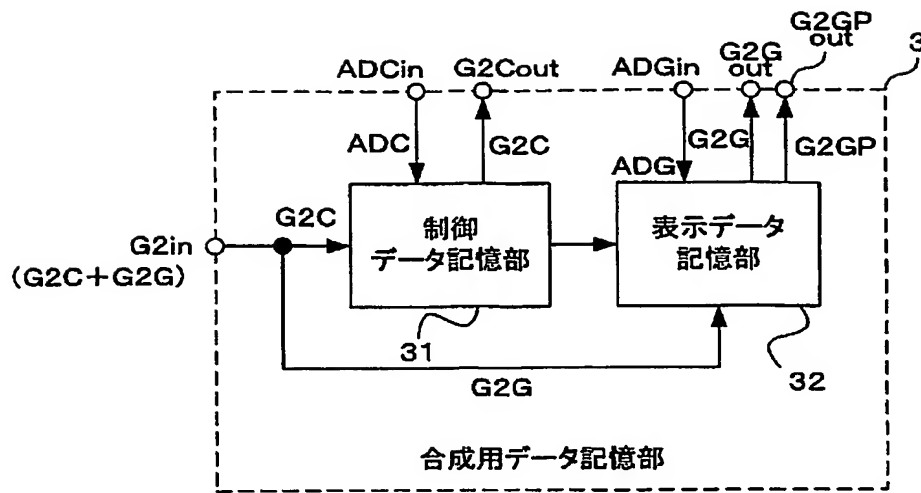 G2GP
out
G2G
out
3
ADCin
G2Cout
ADGin
ADC
G2C
G2G
G2GP
ADG
G2C
G2in
(G2C+G2G)
制御
データ記憶部
表示データ
記憶部
31
32
G2G
合成用データ記憶部